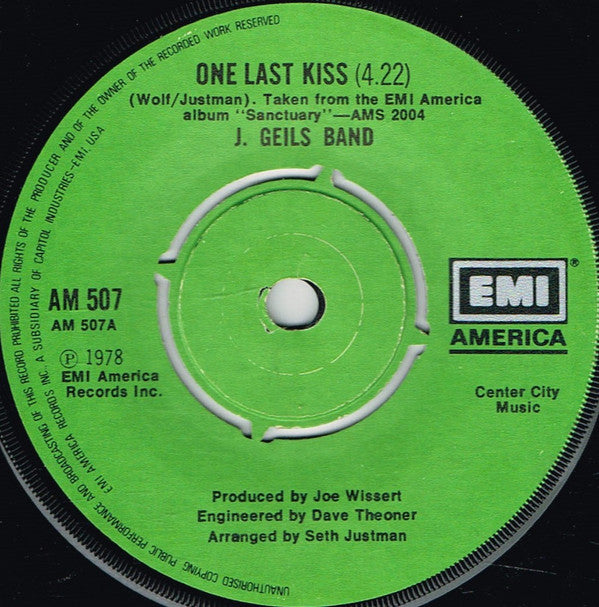 ONE LAST KISS (4.22)
(Wolf/Justman). Taken from the EMI America
album "Sanctuary"—AMS 2004
J. GEILS BAND
AM 507
AM 507A
Ⓟ 1978
EMI America
Records Inc.
EMI®
AMERICA
Center City
Music
Produced by Joe Wissert
Engineered by Dave Theoner
Arranged by Seth Justman
UNAUTHORISED COPYING PUBLIC PERFORMANCE AND BROADCASTING OF THIS RECORD PROHIBITED ALL RIGHTS OF THE PRODUCER AND OF THE OWNER OF THE RECORDED WORK RESERVED
EMI AMERICA RECORDS INC. A SUBSIDIARY OF CAPITOL INDUSTRIES-EMI, USA